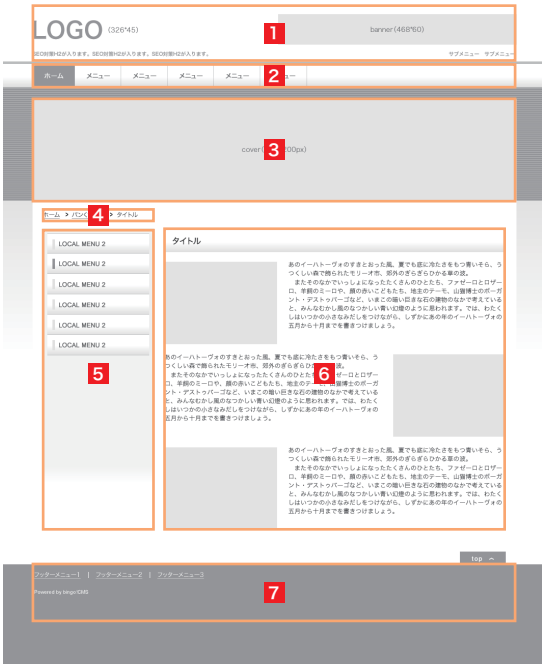 LOGO (326*45)
1
banner(468*60)
SEO対策H2が入ります。SEO対策H2が入ります。SEO対策H2が入ります。
サブメニュー サブメニュー
ホーム メニュー メニュー メニュー メニュー
2
cover(
3
00px)
ホーム > パン
4
> タイトル
LOCAL MENU 2
LOCAL MENU 2
LOCAL MENU 2
LOCAL MENU 2
LOCAL MENU 2
LOCAL MENU 2
5
タイトル
あのイーハトーヴォのすきとおった風、夏でも底に冷たさをもつ青いそら、う
つくしい森で飾られたモリーオ市、郊外のぎらぎらひかる草の波。
またそのなかでいっしょになったたくさんのひとたち、ファゼーロとロザー
ロ、羊飼のミーロや、顔の赤いこどもたち、地主のテーモ、山猫博士のボーガ
ント・デストゥパーゴなど、いまこの暗い巨きな石の建物のなかで考えている
と、みんなむかし風のなつかしい青い幻燈のように思われます。では、わたく
しはいつかの小さなみだしをつけながら、しずかにあの年のイーハトーヴォの
五月から十月までを書きつけましょう。
あのイーハトーヴォのすきとおった風、夏でも底に冷たさをもつ青いそら、う
つくしい森で飾られたモリーオ市、郊外のぎらぎらひかる草の波。
またそのなかでいっしょになったたくさんのひとた
6
ゼーロとロザー
ロ、羊飼のミーロや、顔の赤いこどもたち、地主のテーモ、山猫博士のボーガ
ント・デストゥパーゴなど、いまこの暗い巨きな石の建物のなかで考えている
と、みんなむかし風のなつかしい青い幻燈のように思われます。では、わたく
しはいつかの小さなみだしをつけながら、しずかにあの年のイーハトーヴォの
五月から十月までを書きつけましょう。
あのイーハトーヴォのすきとおった風、夏でも底に冷たさをもつ青いそら、う
つくしい森で飾られたモリーオ市、郊外のぎらぎらひかる草の波。
またそのなかでいっしょになったたくさんのひとたち、ファゼーロとロザー
ロ、羊飼のミーロや、顔の赤いこどもたち、地主のテーモ、山猫博士のボーガ
ント・デストゥパーゴなど、いまこの暗い巨きな石の建物のなかで考えている
と、みんなむかし風のなつかしい青い幻燈のように思われます。では、わたく
しはいつかの小さなみだしをつけながら、しずかにあの年のイーハトーヴォの
五月から十月までを書きつけましょう。
top
フッターメニュー1 | フッターメニュー2 | フッターメニュー3
Powered by bingo!CMS
7